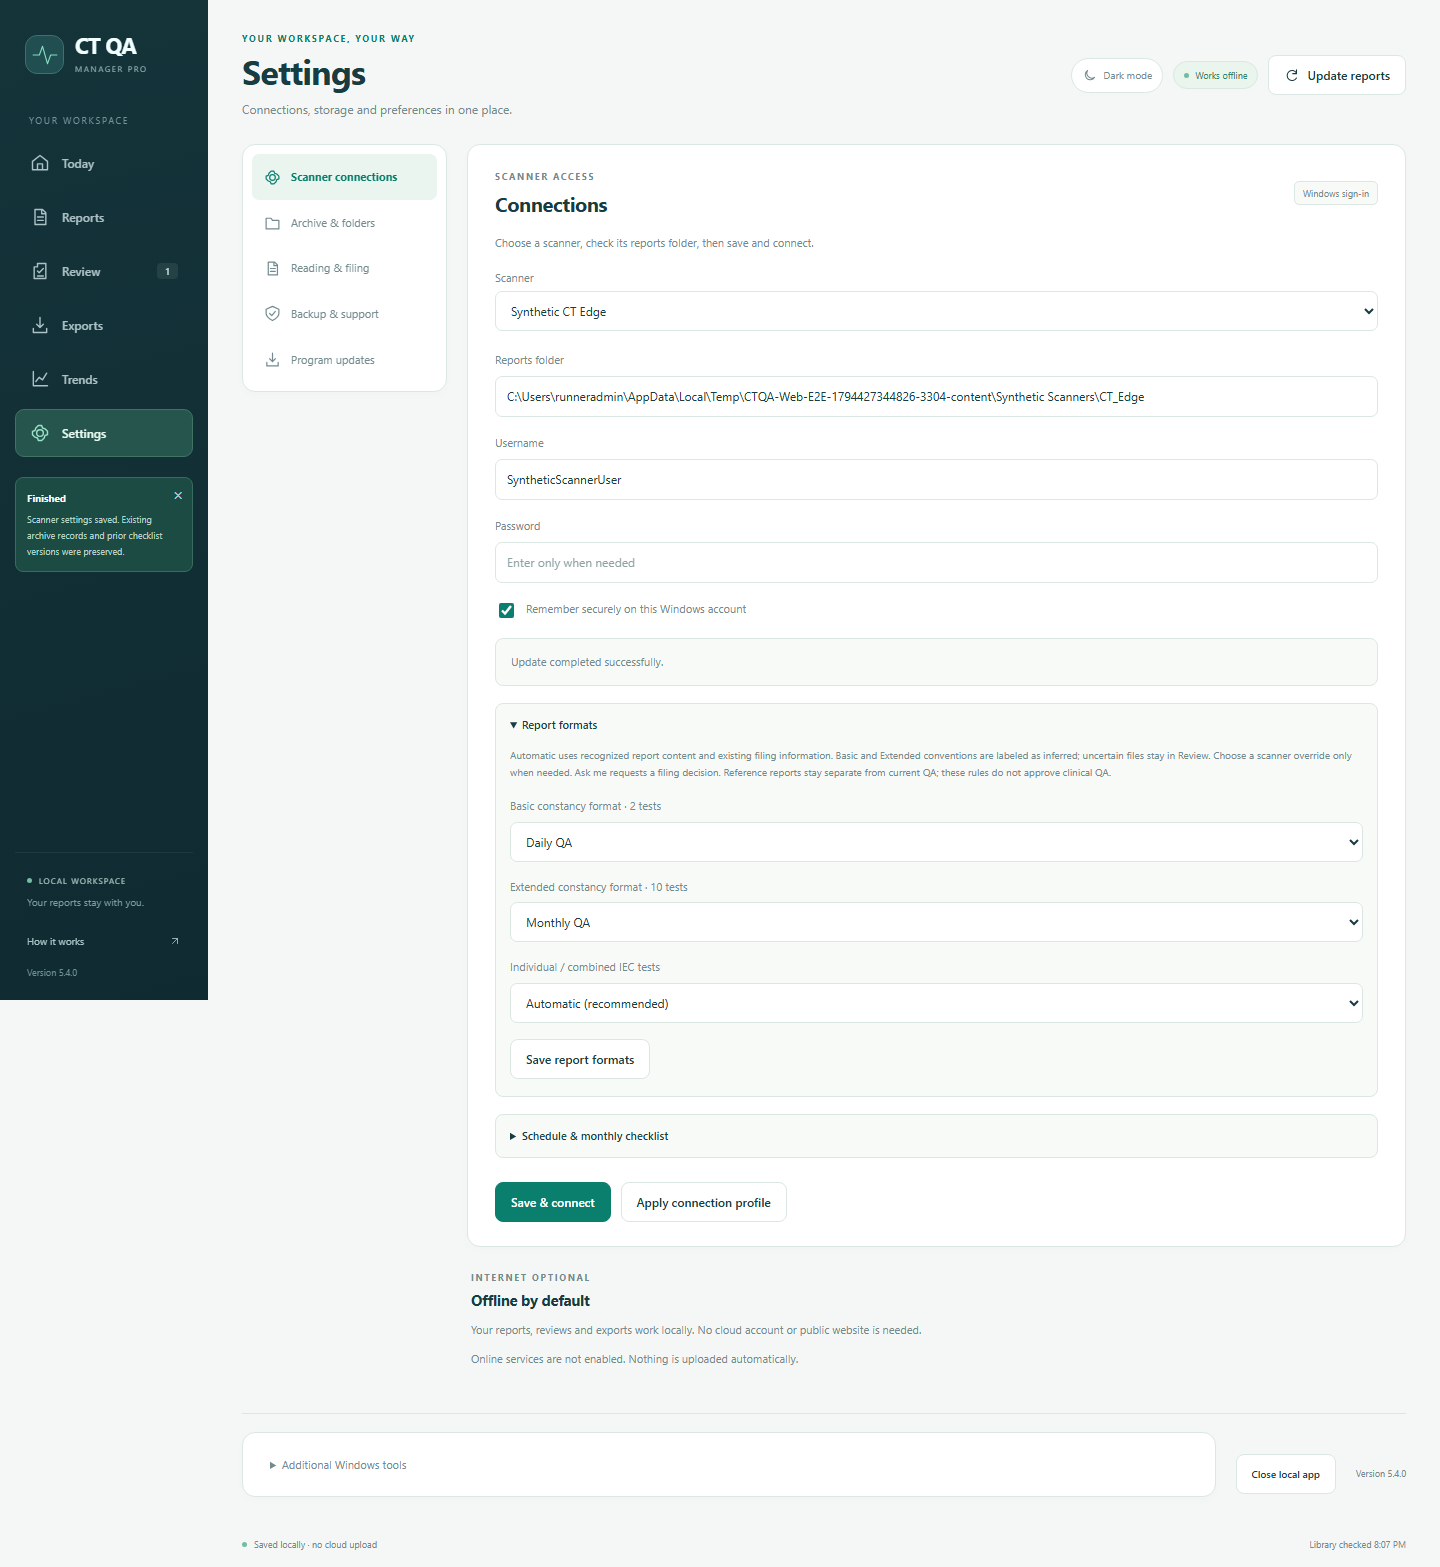 CT QA
MANAGER PRO
YOUR WORKSPACE
Today
Reports
Review 1
Exports
Trends
Settings
Finished
Scanner settings saved. Existing
archive records and prior checklist
versions were preserved.
LOCAL WORKSPACE
Your reports stay with you.
How it works
Version 5.4.0
YOUR WORKSPACE, YOUR WAY
Settings
Connections, storage and preferences in one place.
Dark mode
Works offline
Update reports
Scanner connections
Archive & folders
Reading & filing
Backup & support
Program updates
SCANNER ACCESS
Connections
Windows sign-in
Choose a scanner, check its reports folder, then save and connect.
Scanner
Synthetic CT Edge
Reports folder
C:\Users\runneradmin\AppData\Local\Temp\CTQA-Web-E2E-1794427344826-3304-content\Synthetic Scanners\CT_Edge
Username
SyntheticScannerUser
Password
Enter only when needed
Remember securely on this Windows account
Update completed successfully.
Report formats
Automatic uses recognized report content and existing filing information. Basic and Extended conventions are labeled as inferred; uncertain files stay in Review. Choose a scanner override only
when needed. Ask me requests a filing decision. Reference reports stay separate from current QA; these rules do not approve clinical QA.
Basic constancy format · 2 tests
Daily QA
Extended constancy format · 10 tests
Monthly QA
Individual / combined IEC tests
Automatic (recommended)
Save report formats
Schedule & monthly checklist
Save & connect
Apply connection profile
INTERNET OPTIONAL
Offline by default
Your reports, reviews and exports work locally. No cloud account or public website is needed.
Online services are not enabled. Nothing is uploaded automatically.
Additional Windows tools
Close local app
Version 5.4.0
Saved locally · no cloud upload
Library checked 8:07 PM